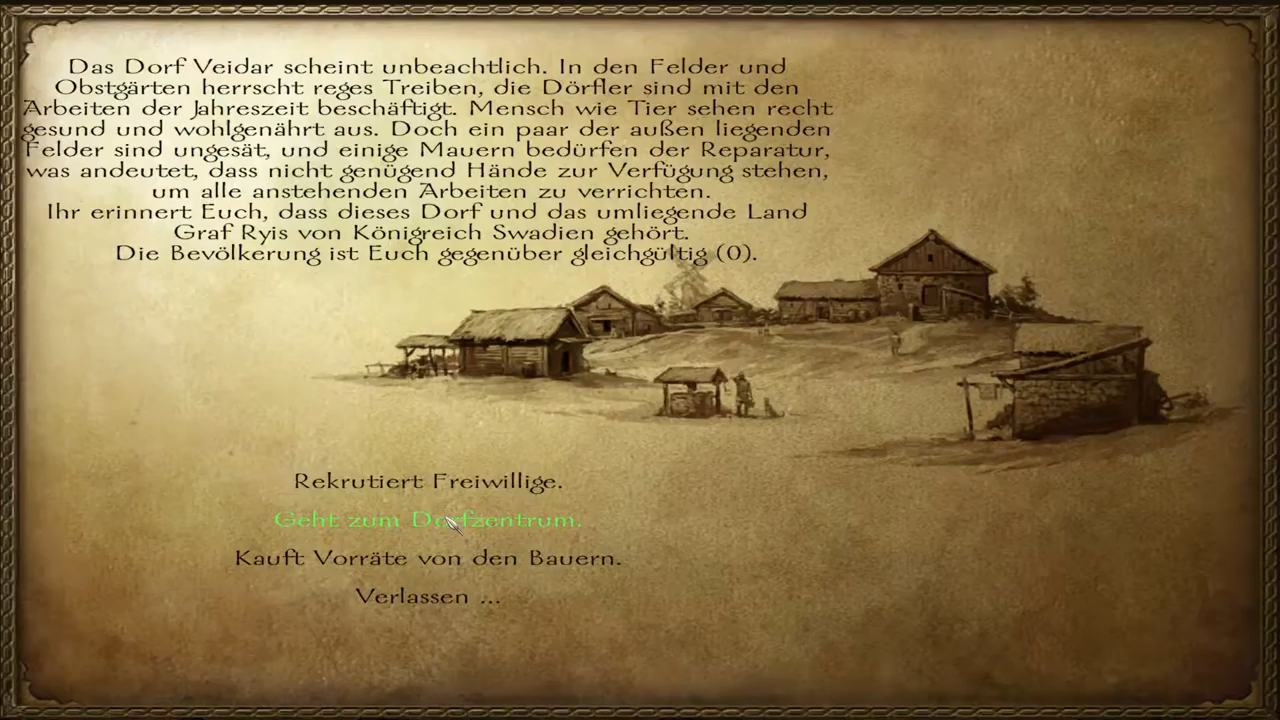 Das Dorf Veidar scheint unbeachtlich. In den Felder und
Obstgärten herrscht reges Treiben, die Dörfler sind mit den
Arbeiten der Jahreszeit beschäftigt. Mensch wie Tier sehen recht
gesund und wohlgenährt aus. Doch ein paar der außen liegenden
Felder sind ungesät, und einige Mauern bedürfen der Reparatur,
was andeutet, dass nicht genügend Hände zur Verfügung stehen,
um alle anstehenden Arbeiten zu verrichten.
Ihr erinnert Euch, dass dieses Dorf und das umliegende Land
Graf Ryis von Königreich Swadien gehört.
Die Bevölkerung ist Euch gegenüber gleichgültig (0).
Rekrutiert Freiwillige.
Geht zum Dorfzentrum.
Kauft Vorräte von den Bauern.
Verlassen ...